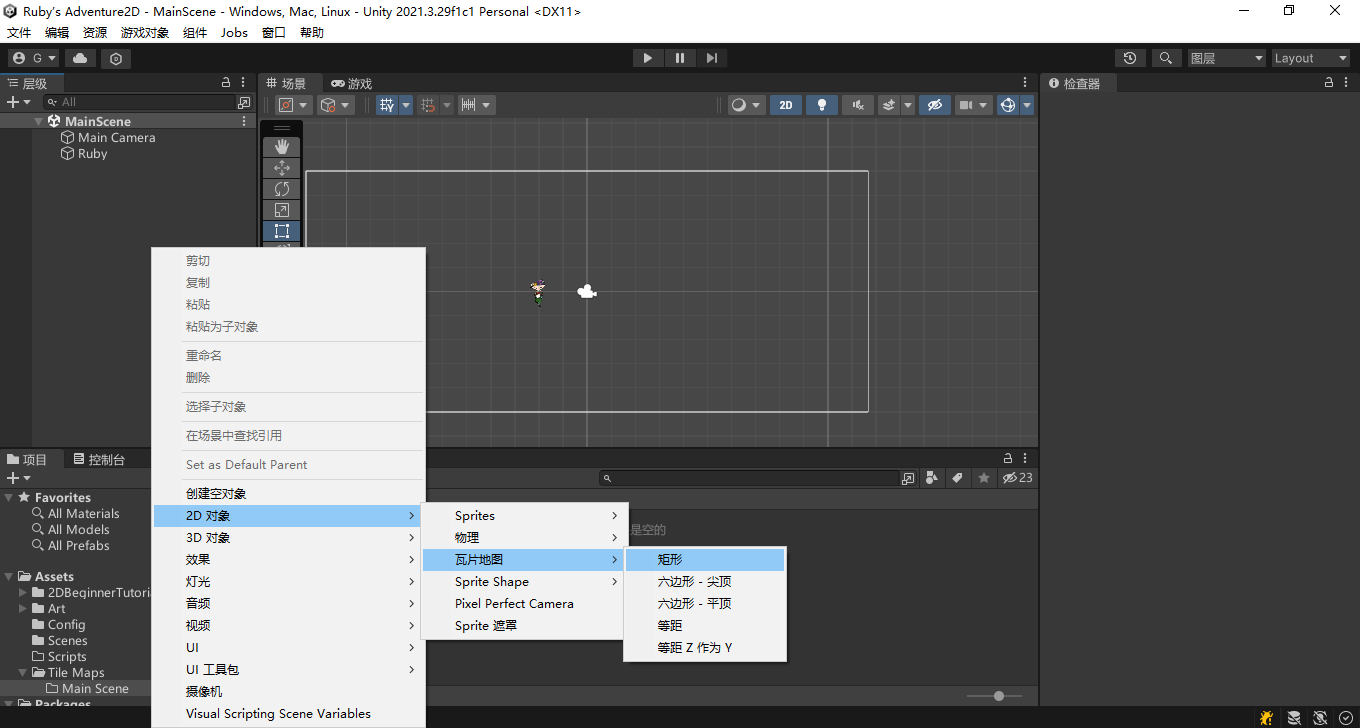 Ruby's Adventure2D - MainScene - Windows, Mac, Linux - Unity 2021.3.29f1c1 Personal <DX11>
文件 编辑 资源 游戏对象 组件 Jobs 窗口 帮助
G
图层
Layout
层级
All
MainScene
Main Camera
Ruby
场景
游戏
2D
检查器
剪切
复制
粘贴
粘贴为子对象
重命名
删除
选择子对象
在场景中查找引用
Set as Default Parent
创建空对象
2D 对象
3D 对象
效果
灯光
音频
视频
UI
UI 工具包
摄像机
Visual Scripting Scene Variables
Sprites
物理
瓦片地图
Sprite Shape
Pixel Perfect Camera
Sprite 遮罩
矩形
六边形 - 尖顶
六边形 - 平顶
等距
等距 Z 作为 Y
项目
控制台
23
是空的
Favorites
All Materials
All Models
All Prefabs
Assets
2DBeginnerTutoria
Art
Config
Scenes
Scripts
Tile Maps
Main Scene
Packages